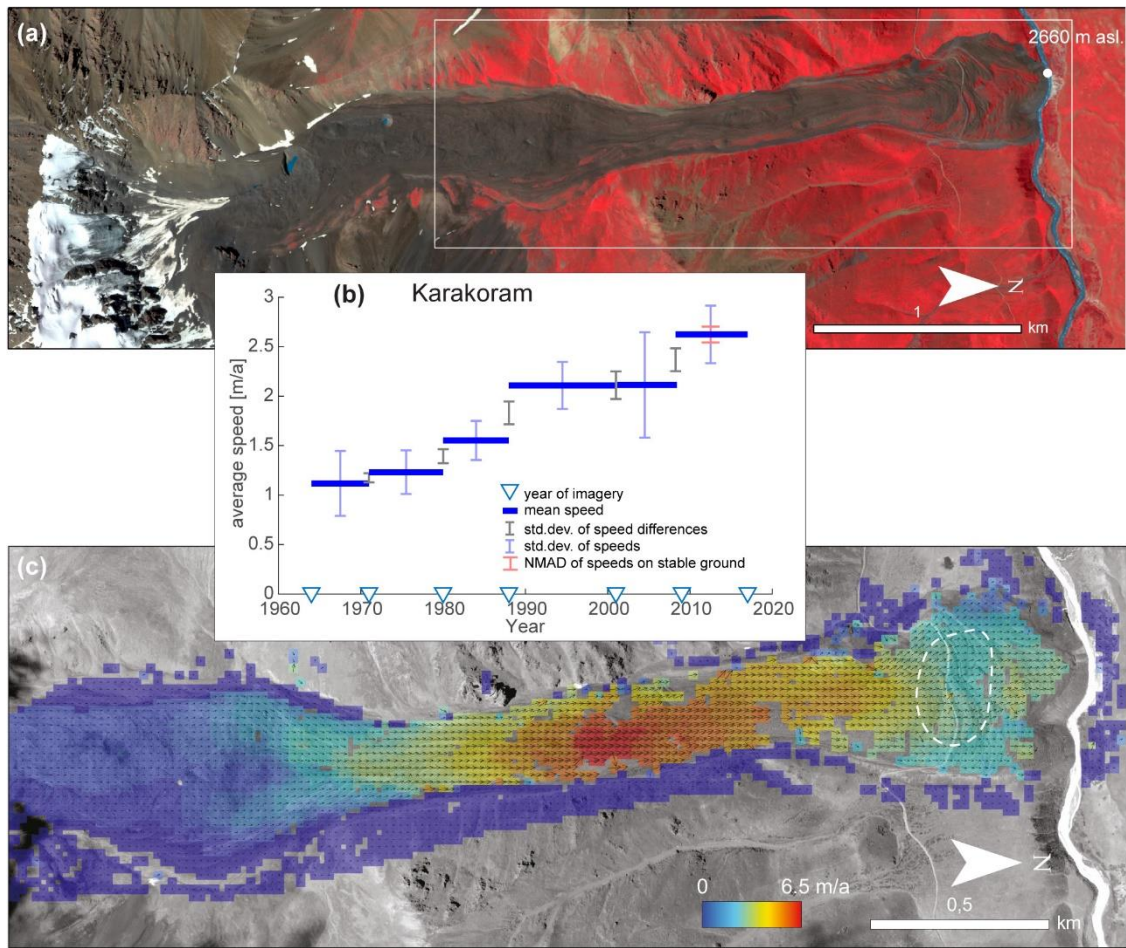 (a)
2660 m asl.
N
1
km
(b)
Karakoram
average speed [m/a]
3
2.5
2
1.5
1
0.5
0
year of imagery
mean speed
std.dev. of speed differences
std.dev. of speeds
NMAD of speeds on stable ground
1960
1970
1980
1990
2000
2010
2020
Year
(c)
N
0
6.5 m/a
0,5
km